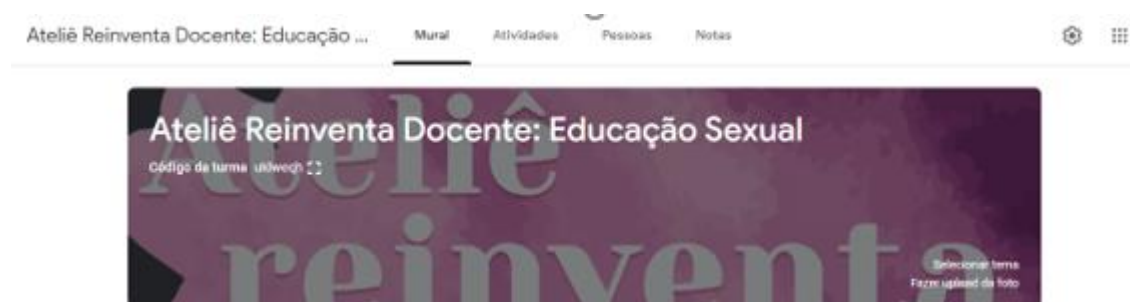 Ateliê Reinventa Docente: Educação ... Mural Atividades Pessoas Notas
Ateliê Reinventa Docente: Educação Sexual
Código da turma
Ateliê
reinventa
Selecionar tema
Fazer upload da foto